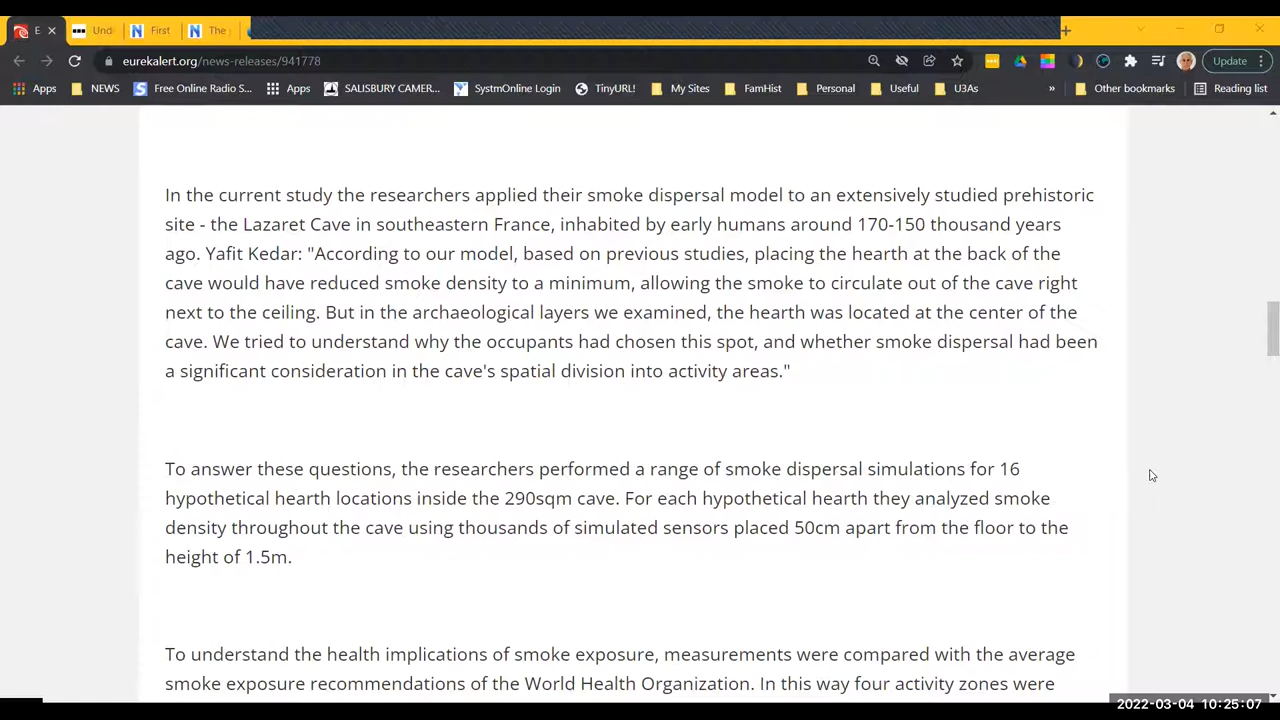 E
Und
First
The
eurekalert.org/news-releases/941778
Update
Apps
NEWS
Free Online Radio S...
Apps
SALISBURY CAMER...
SystmOnline Login
TinyURL!
My Sites
FamHist
Personal
Useful
U3As
»
Other bookmarks
Reading list
In the current study the researchers applied their smoke dispersal model to an extensively studied prehistoric
site - the Lazaret Cave in southeastern France, inhabited by early humans around 170-150 thousand years
ago. Yafit Kedar: "According to our model, based on previous studies, placing the hearth at the back of the
cave would have reduced smoke density to a minimum, allowing the smoke to circulate out of the cave right
next to the ceiling. But in the archaeological layers we examined, the hearth was located at the center of the
cave. We tried to understand why the occupants had chosen this spot, and whether smoke dispersal had been
a significant consideration in the cave's spatial division into activity areas."
To answer these questions, the researchers performed a range of smoke dispersal simulations for 16
hypothetical hearth locations inside the 290sqm cave. For each hypothetical hearth they analyzed smoke
density throughout the cave using thousands of simulated sensors placed 50cm apart from the floor to the
height of 1.5m.
To understand the health implications of smoke exposure, measurements were compared with the average
smoke exposure recommendations of the World Health Organization. In this way four activity zones were
2022-03-04 10:25:07